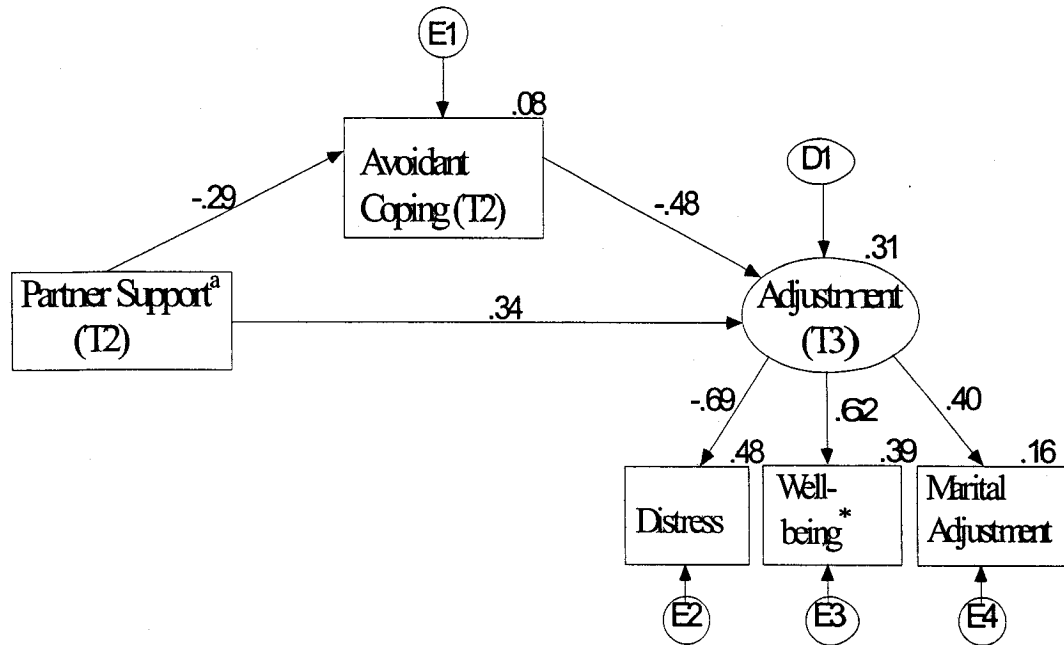 E1
.08
Avoidant
Coping (T2)
D1
-.29
-.48
.31
Partner Supportᵃ
(T2)
.34
Adjustment
(T3)
-.69
.62
.40
.48
.39
.16
Distress
Well-
being*
Marital
Adjustment
E2
E3
E4